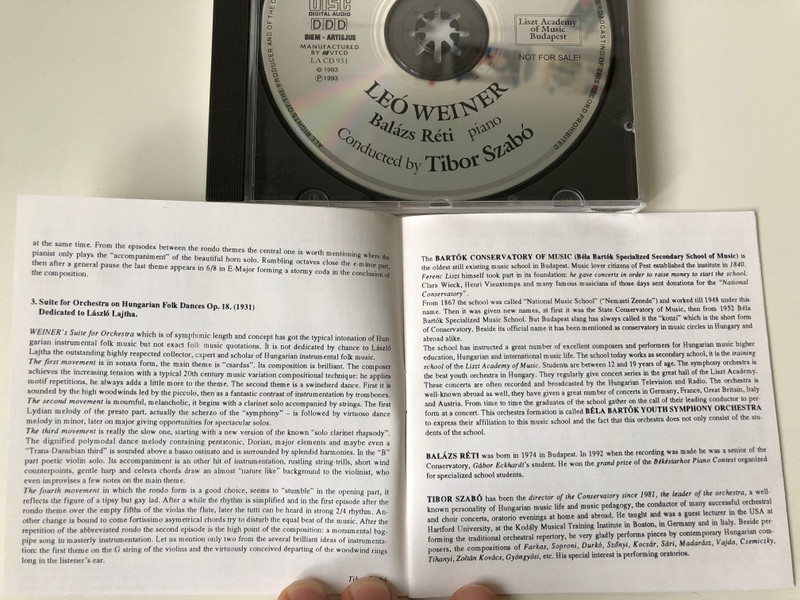 DISC
DIGITAL AUDIO
DDD
BIEM - ARTISJUS
MANUFACTURED
BY VTCD
LA CD 931
© 1993
℗ 1993
Liszt Academy
of Music
Budapest
NOT FOR SALE!
ALL RIGHTS OF THE PRODUCER AND OF THE
BROADCASTING OF THIS RECORD PROHIBITED.
LEÓ WEINER
Balázs Réti piano
Conducted by Tibor Szabó
at the same time. From the episodes between the rondo themes the central one is worth mentioning where the
pianist only plays the "accompaniment" of the beautiful horn solo. Rumbling octaves close the e-minor part,
then after a general pause the last theme appears in 6/8 in E-Major forming a stormy coda in the conclusion of
the composition.
3. Suite for Orchestra on Hungarian Folk Dances Op. 18. (1931)
Dedicated to László Lajtha.
WEINER's Suite for Orchestra which is of symphonic length and concept has got the typical intonation of Hun-
garian instrumental folk music but not exact folk music quotations. It is not dedicated by chance to László
Lajtha the outstanding highly respected collector, expert and scholar of Hungarian instrumental folk music.
The first movement is in sonata form, the main theme is "csárdás". Its composition is brilliant. The composer
achieves the increasing tension with a typical 20th century music variation compositional technique: he applies
motif repetitions, he always adds a little more to the theme. The second theme is a swineherd dance. First it is
sounded by the high woodwinds led by the piccolo, then as a fantastic contrast of instrumentation by trombones.
The second movement is mournful, melancholic, it begins with a clarinet solo accompanied by strings. The first
Lydian melody of the presto part, actually the scherzo of the "symphony" – is followed by virtuoso dance
melody in minor, later on major giving opportunities for spectacular solos.
The third movement is really the slow one, starting with a new version of the known "solo clarinet rhapsody".
The dignified polymodal dance melody containing pentatonic, Dorian, major elements and maybe even a
"Trans-Danubian third" is sounded above a basso ostinato and is surrounded by splendid harmonies. In the "B"
part poetic violin solo. Its accompaniment is an other hit of instrumentation, rustling string-trills, short wind
counterpoints, gentle harp and celesta chords draw an almost "nature like" background to the violinist, who
even improvises a few notes on the main theme.
The fourth movement in which the rondo form is a good choice, seems to "stumble" in the opening part, it
reflects the figure of a tipsy but gay lad. After a while the rhythm is simplified and in the first episode after the
rondo theme over the empty fifths of the violas the flute, later the tutti can be heard in strong 2/4 rhythm. An-
other change is bound to come fortissimo asymetrical chords try to disturb the equal beat of the music. After the
repetition of the abbreviated rondo the second episode is the high point of the composition: a monumental bag-
pipe song in masterly instrumentation. Let us mention only two from the several brilliant ideas of instrumenta-
tion: the first theme on the G string of the violins and the virtuously conceived departing of the woodwind rings
long in the listener's ear.
The BARTÓK CONSERVATORY OF MUSIC (Béla Bartók Specialized Secondary School of Music) is
the oldest still existing music school in Budapest. Music lover citizens of Pest established the institute in 1840.
Ferenc Liszt himself took part in its foundation: he gave concerts in order to raise money to start the school.
Clara Wieck, Henri Vieuxtemps and many famous musicians of those days sent donations for the "National
Conservatory".
From 1867 the school was called "National Music School" ("Nemzeti Zenede") and worked till 1948 under this
name. Then it was given new names, at first it was the State Conservatory of Music, then from 1952 Béla
Bartók Specialized Music School. But Budapest slang has always called it the "konzi" which is the short form
of Conservatory. Beside its official name it has been mentioned as conservatory in music circles in Hungary and
abroad alike.
The school has instructed a great number of excellent composers and performers for Hungarian music higher
education, Hungarian and international music life. The school today works as secondary school, it is the training
school of the Liszt Academy of Music. Students are between 12 and 19 years of age. The symphony orchestra is
the best youth orchestra in Hungary. They regularly give concert series in the great hall of the Liszt Academy.
These concerts are often recorded and broadcasted by the Hungarian Television and Radio. The orchestra is
well-known abroad as well, they have given a great number of concerts in Germany, France, Great Britain, Italy
and Austria. From time to time the graduates of the school gather on the call of their leading conductor to per-
form at a concert. This orchestra formation is called BÉLA BARTÓK YOUTH SYMPHONY ORCHESTRA
to express their affiliation to this music school and the fact that this orchestra does not only consist of the stu-
dents of the school.
BALÁZS RÉTI was born in 1974 in Budapest. In 1992 when the recording was made he was a senior of the
Conservatory, Gábor Eckhardt's student. He won the grand prize of the Békéstarhos Piano Contest organized
for specialized students.
TIBOR SZABÓ has been the director of the Conservatory since 1981, the leader of the orchestra, a well-
known personality of Hungarian music life and music pedagogy, the conductor of many successful orchestral
and choir concerts, oratorio evenings at home and abroad. He taught and was a guest lecturer in the USA at
Hartford University, at the Kodály Musical Training Institute in Boston, in Germany and in Italy. Beside per-
forming the traditional orchestral repertory, he very gladly performs pieces by contemporary Hungarian com-
posers, the compositions of Farkas, Soproni, Durkó, Szőnyi, Kocsár, Sári, Madarász, Vajda, Csemiczky,
Tihanyi, Zoltán Kovács, Gyöngyösi, etc. His special interest is performing oratorios.